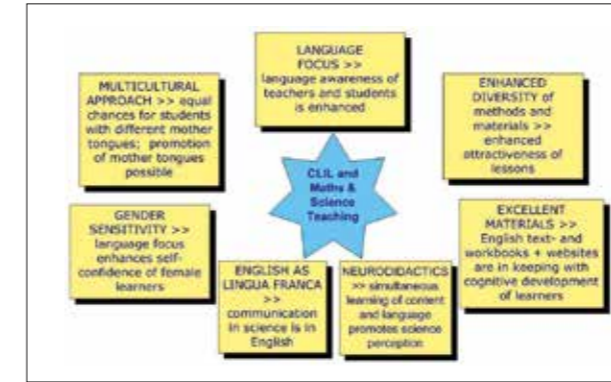 LANGUAGE
FOCUS >>
language awareness of
teachers and students
is enhanced
MULTICULTURAL
APPROACH >> equal
chances for students
with different mother
tongues; promotion
of mother tongues
possible
ENHANCED
DIVERSITY of
methods and
materials >>
enhanced
attractiveness of
lessons
CLIL and
Maths &
Science
Teaching
GENDER
SENSITIVITY >>
language focus
enhances self-
confidence of female
learners
EXCELLENT
MATERIALS >>
English text- and
workbooks + websites
are in keeping with
cognitive development
of learners
ENGLISH AS
LINGUA FRANCA
>>
communication
in science is in
English
NEURODIDACTICS
>> simultaneous
learning of content
and language
promotes science
perception